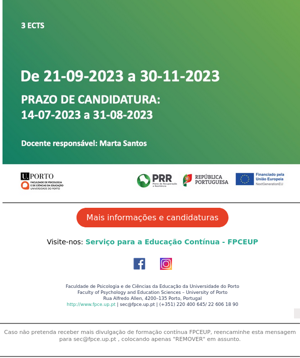 3 ECTS
De 21-09-2023 a 30-11-2023
PRAZO DE CANDIDATURA:
14-07-2023 a 31-08-2023
Docente responsável: Marta Santos
U.PORTO
FACULDADE DE PSICOLOGIA
E DE CIÊNCIAS DA EDUCAÇÃO
UNIVERSIDADE DO PORTO
PRR
Plano de Recuperação
e Resiliência
REPÚBLICA
PORTUGUESA
Financiado pela
União Europeia
NextGenerationEU
Mais informações e candidaturas
Visite-nos: Serviço para a Educação Contínua - FPCEUP
Faculdade de Psicologia e de Ciências da Educação da Universidade do Porto
Faculty of Psychology and Education Sciences - University of Porto
Rua Alfredo Allen, 4200-135 Porto, Portugal
http://www.fpce.up.pt | sec@fpce.up.pt | (+351) 220 400 645/ 22 606 18 90
Caso não pretenda receber mais divulgação de formação contínua FPCEUP, reencaminhe esta mensagem
para sec@fpce.up.pt , colocando apenas "REMOVER" em assunto.